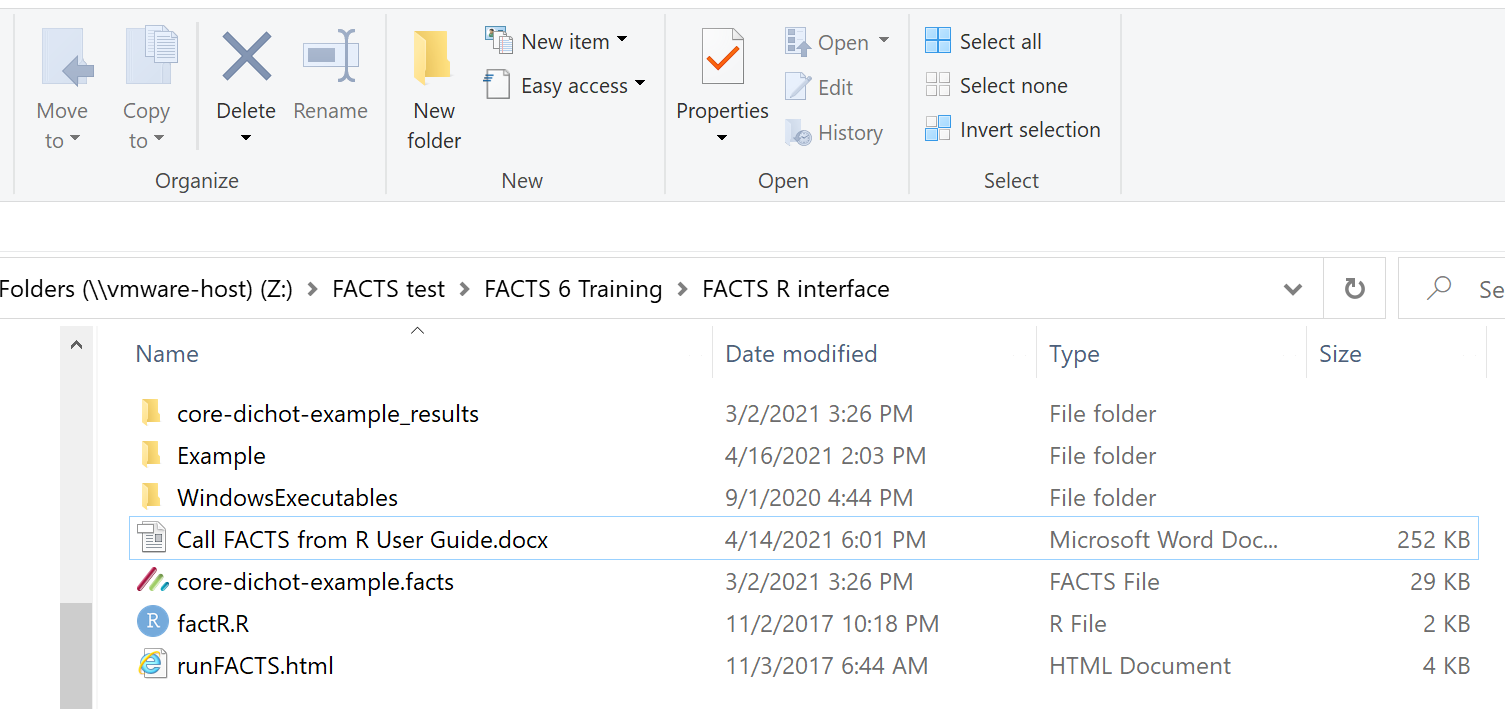 Move to
Copy to
Delete
Rename
Organize
New folder
New item
Easy access
New
Properties
Open
Edit
History
Open
Select all
Select none
Invert selection
Select
Folders (\\vmware-host) (Z:) > FACTS test > FACTS 6 Training > FACTS R interface
Se
Name Date modified Type Size
core-dichot-example_results 3/2/2021 3:26 PM File folder
Example 4/16/2021 2:03 PM File folder
WindowsExecutables 9/1/2020 4:44 PM File folder
Call FACTS from R User Guide.docx 4/14/2021 6:01 PM Microsoft Word Doc... 252 KB
core-dichot-example.facts 3/2/2021 3:26 PM FACTS File 29 KB
R factR.R 11/2/2017 10:18 PM R File 2 KB
runFACTS.html 11/3/2017 6:44 AM HTML Document 4 KB